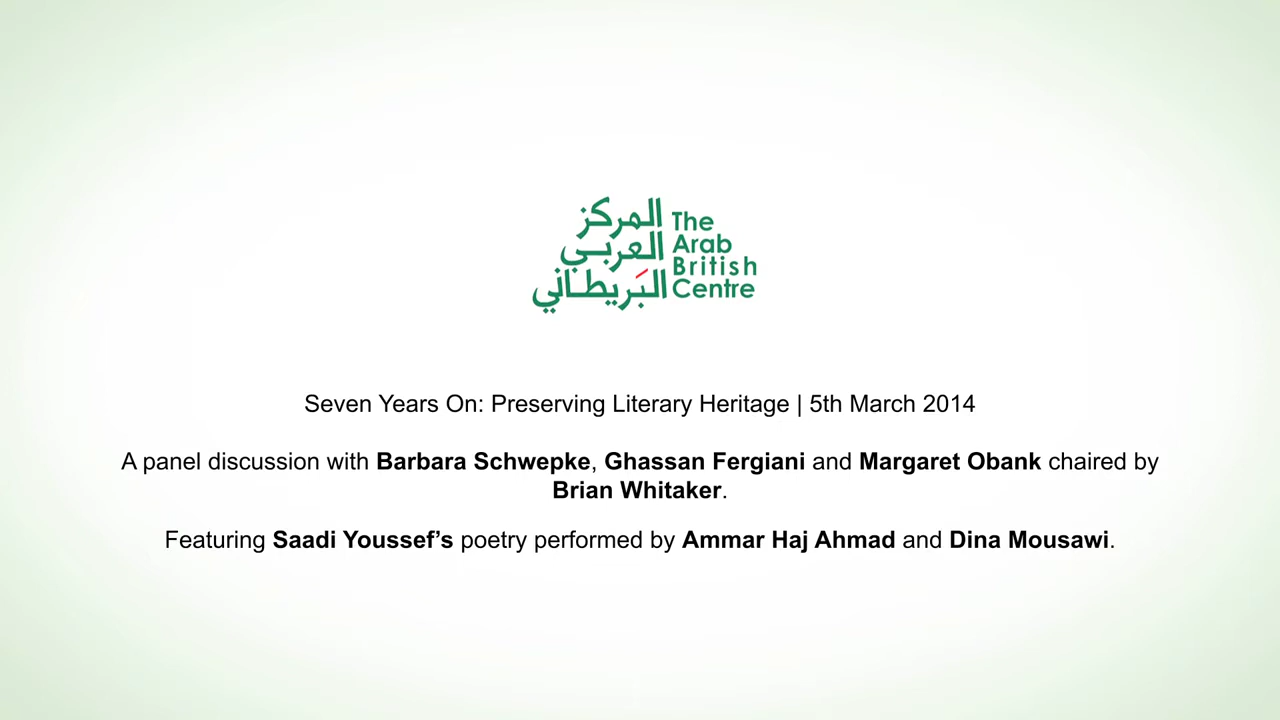 المركز
العربي
البَريطاني
The
Arab
British
Centre
Seven Years On: Preserving Literary Heritage | 5th March 2014
A panel discussion with Barbara Schwepke, Ghassan Fergiani and Margaret Obank chaired by
Brian Whitaker.
Featuring Saadi Youssef’s poetry performed by Ammar Haj Ahmad and Dina Mousawi.